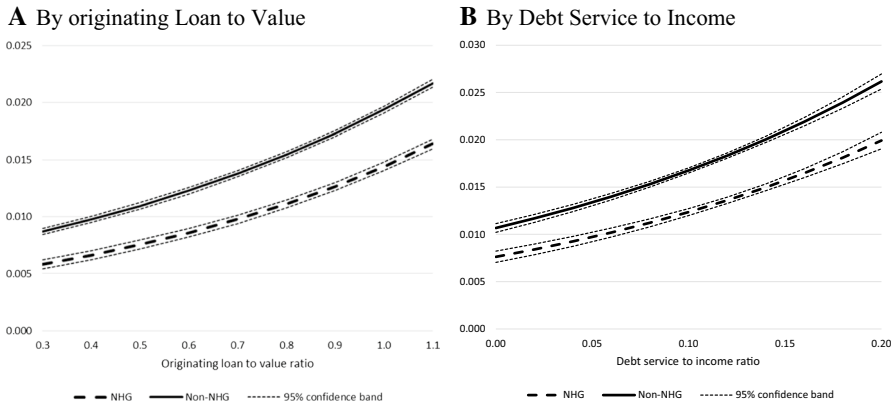 A By originating Loan to Value
0.025
0.020
0.015
0.010
0.005
0.000
0.3 0.4 0.5 0.6 0.7 0.8 0.9 1.0 1.1
Originating loan to value ratio
NHG Non-NHG 95% confidence band
B By Debt Service to Income
0.030
0.025
0.020
0.015
0.010
0.005
0.000
0.00 0.05 0.10 0.15 0.20
Debt service to income ratio
NHG Non-NHG 95% confidence band